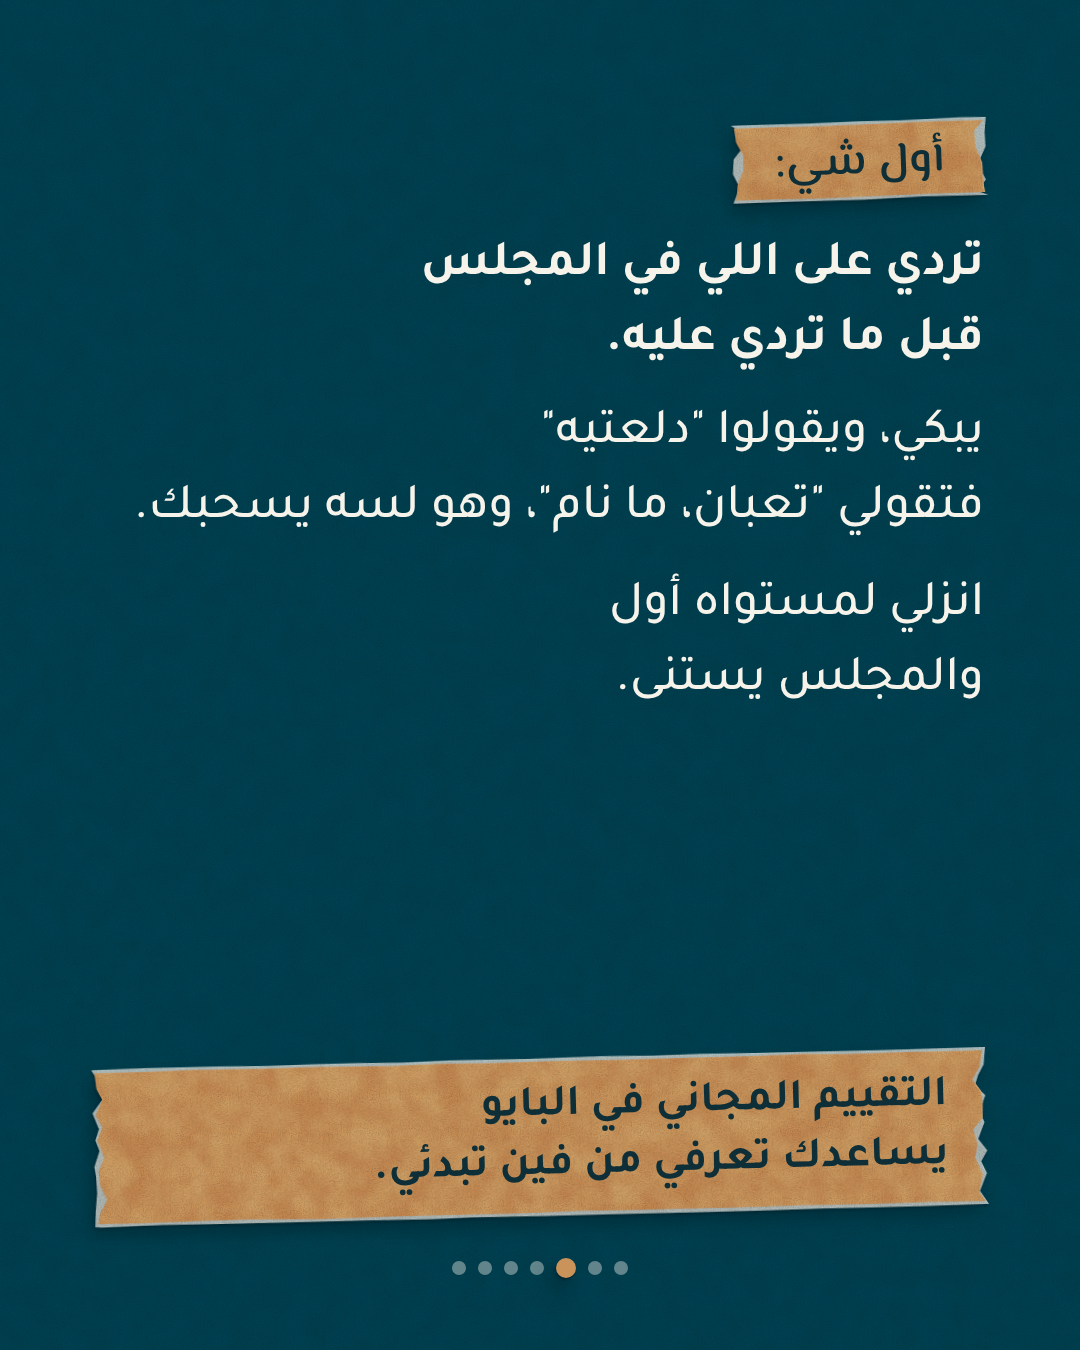 أول شي:
تردي على اللي في المجلس
قبل ما تردي عليه.
يبكي، ويقولوا "دلعتيه"
فتقولي "تعبان، ما نام"، وهو لسه يسحبك.
انزلي لمستواه أول
والمجلس يستنى.
التقييم المجاني في البايو
يساعدك تعرفي من فين تبدئي.